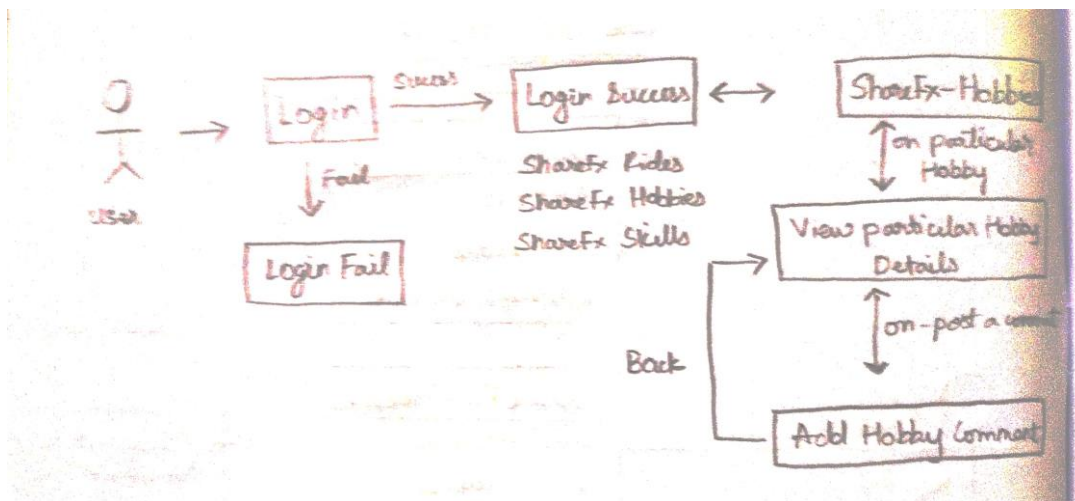 user
Login
Success
Fail
Login Fail
Login Success
ShareFx Rides
ShareFx Hobbies
ShareFx Skills
ShareFx-Hobbies
on particular
Hobby
View particular Hobby
Details
on-post a comment
Back
Add Hobby Comment